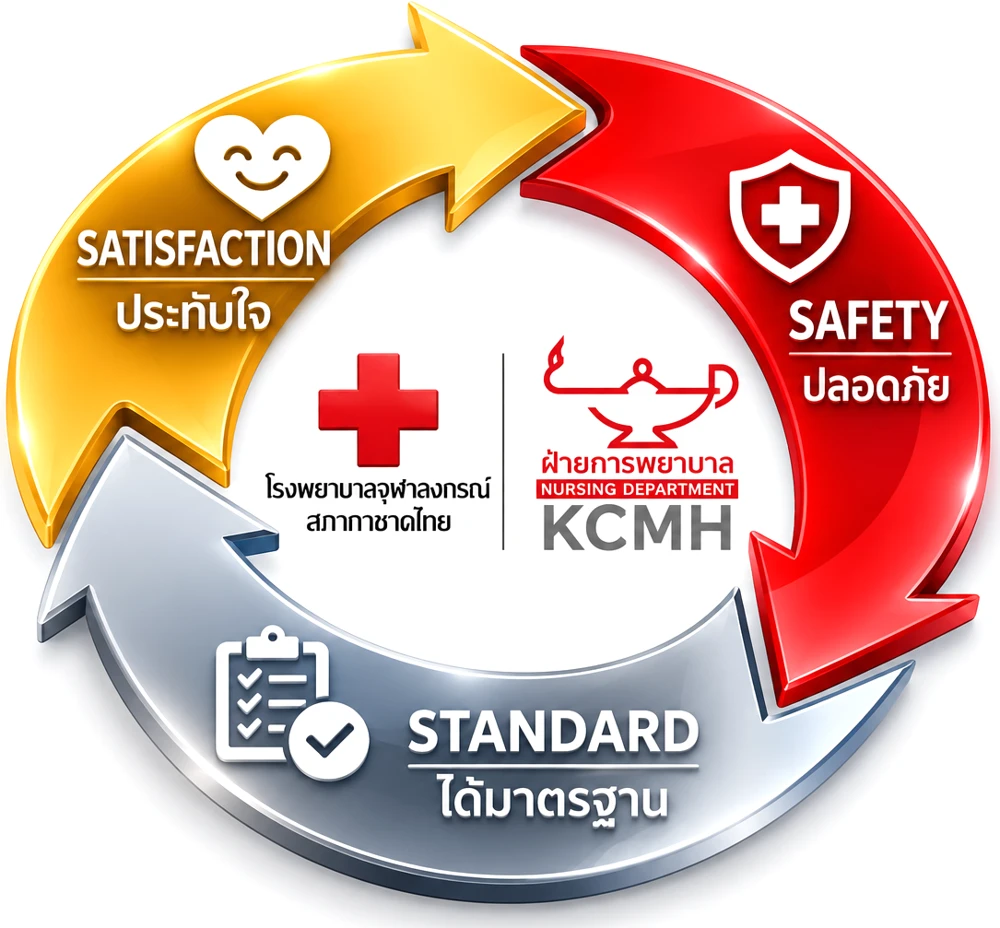 SATISFACTION
ประทับใจ
SAFETY
ปลอดภัย
โรงพยาบาลจุฬาลงกรณ์
สภากาชาดไทย
ฝ่ายการพยาบาล
NURSING DEPARTMENT
KCMH
STANDARD
ได้มาตรฐาน